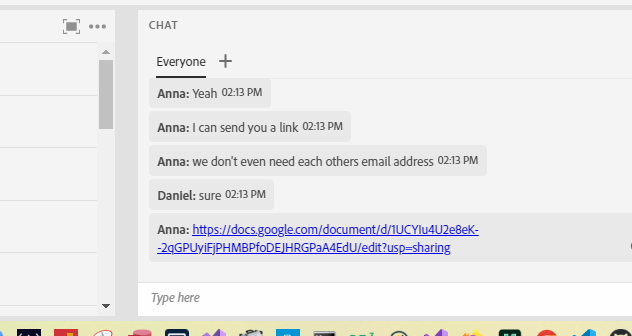 CHAT
Everyone +
Anna: Yeah 02:13 PM
Anna: I can send you a link 02:13 PM
Anna: we don't even need each others email address 02:13 PM
Daniel: sure 02:13 PM
Anna: https://docs.google.com/document/d/1UCYIu4U2e8eK-
-2qGPUyiFjPHMBPfoDEJHRGPaA4EdU/edit?usp=sharing
Type here